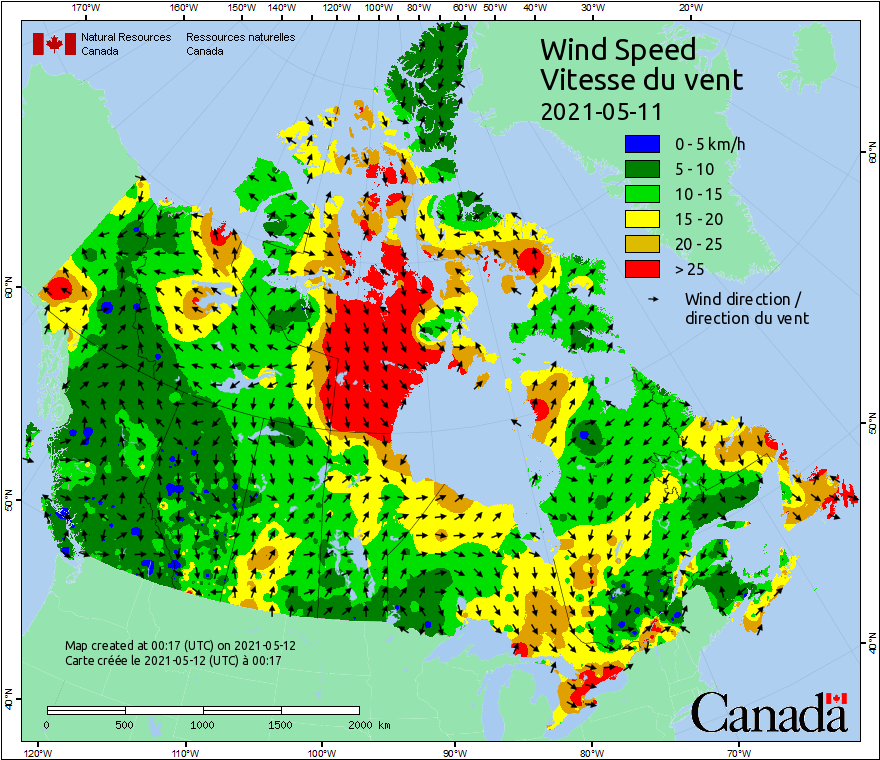 170°W 160°W 150°W 140°W 130°W 120°W 110°W 100°W 90°W 80°W 70°W 60°W 50°W 40°W 30°W 20°W
Natural Resources Ressources naturelles
Canada Canada
Wind Speed
Vitesse du vent
2021-05-11
0 - 5 km/h
5 - 10
10 - 15
15 - 20
20 - 25
> 25
Wind direction /
direction du vent
60°N
50°N
40°N
60°N
50°N
40°N
Map created at 00:17 (UTC) on 2021-05-12
Carte créée le 2021-05-12 (UTC) à 00:17
0 500 1000 1500 2000 km
Canada
120°W 110°W 100°W 90°W 80°W 70°W